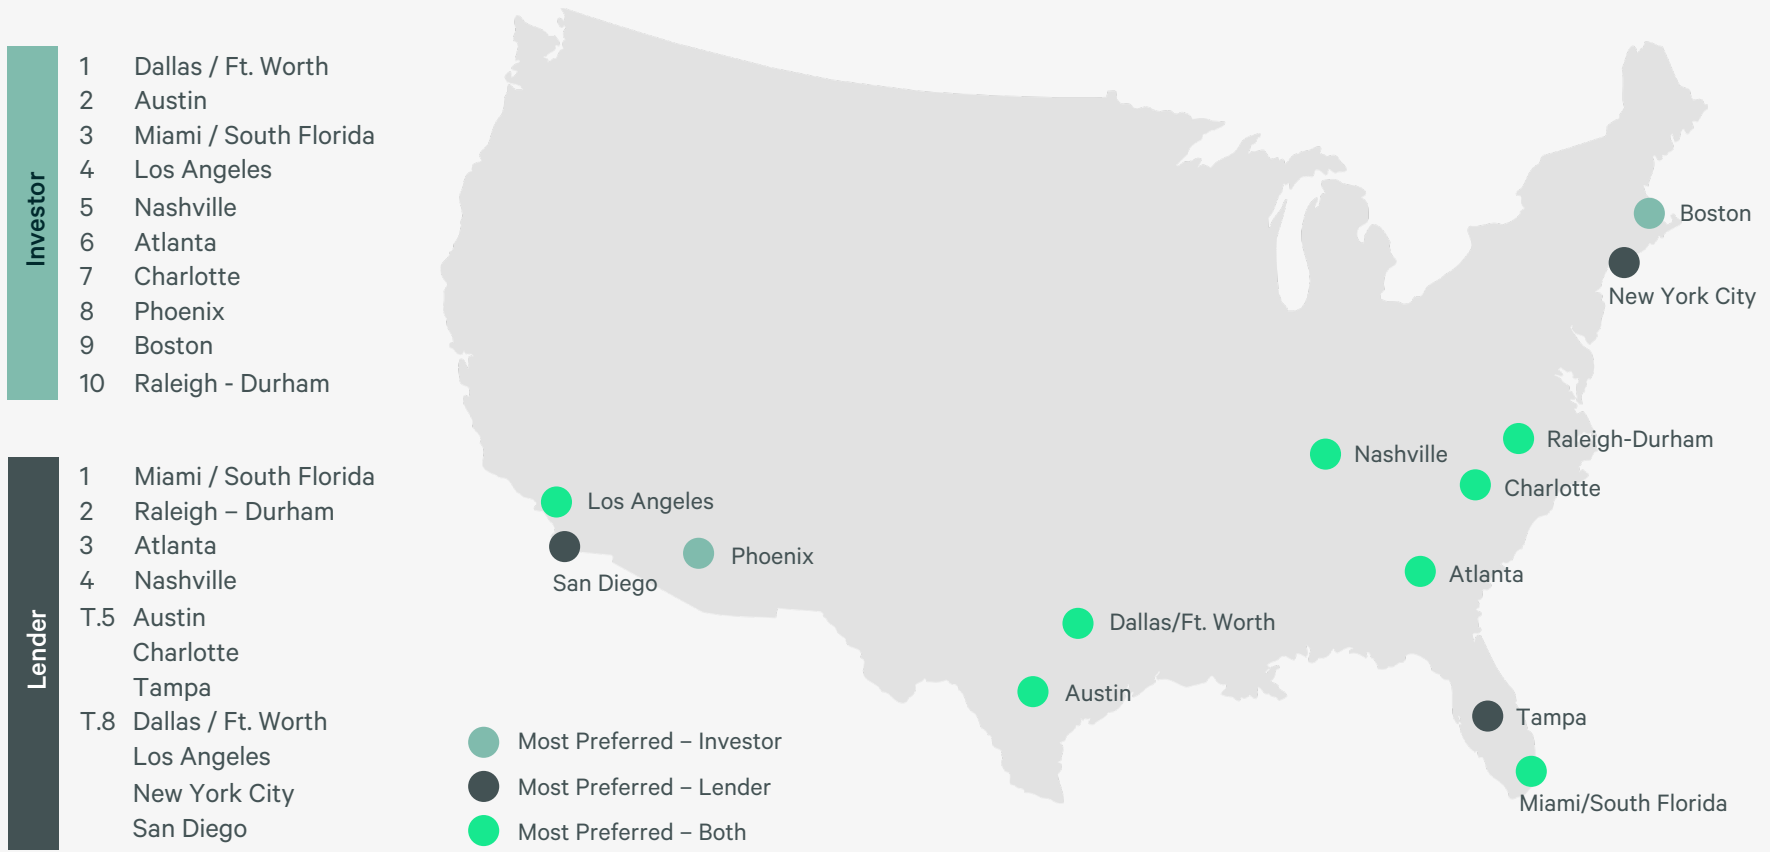 Investor
1 Dallas / Ft. Worth
2 Austin
3 Miami / South Florida
4 Los Angeles
5 Nashville
6 Atlanta
7 Charlotte
8 Phoenix
9 Boston
10 Raleigh - Durham
Lender
1 Miami / South Florida
2 Raleigh – Durham
3 Atlanta
4 Nashville
T.5 Austin
Charlotte
Tampa
T.8 Dallas / Ft. Worth
Los Angeles
New York City
San Diego
Boston
New York City
Raleigh-Durham
Nashville
Charlotte
Los Angeles
Phoenix
San Diego
Atlanta
Dallas/Ft. Worth
Austin
Tampa
Miami/South Florida
Most Preferred – Investor
Most Preferred – Lender
Most Preferred – Both